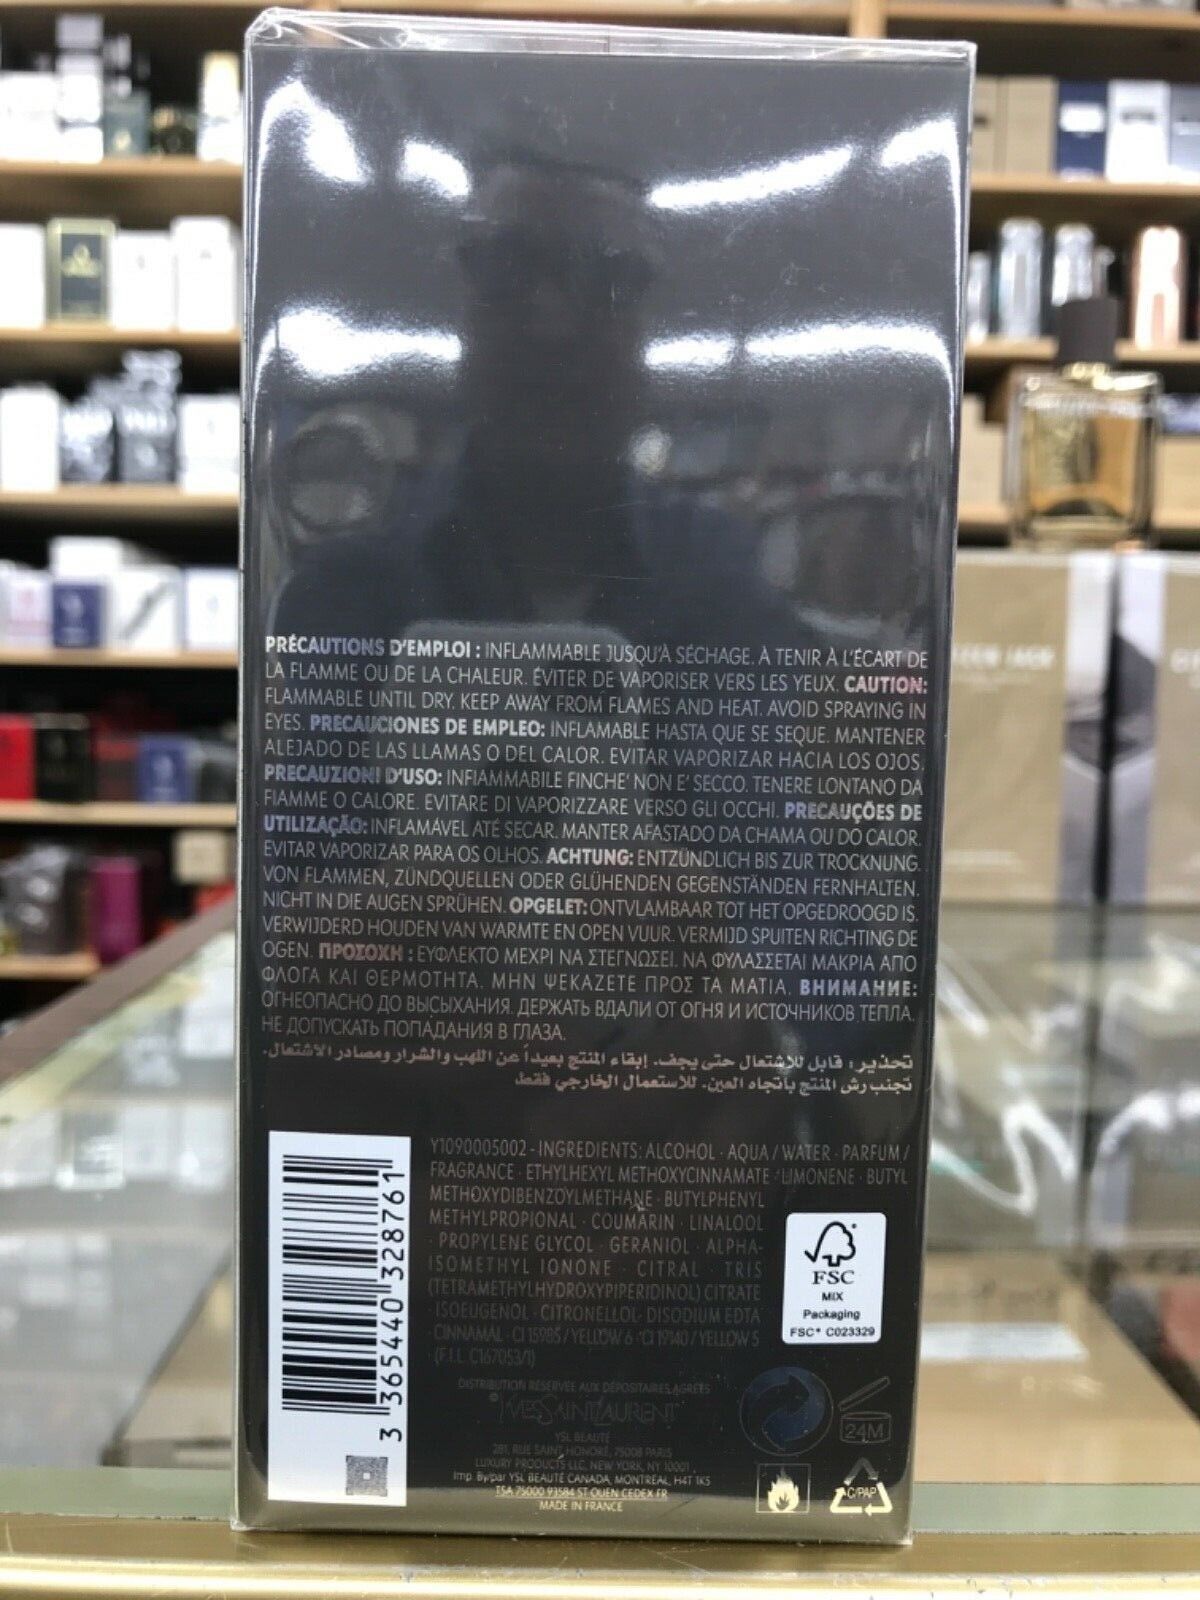 PRÉCAUTIONS D'EMPLOI : INFLAMMABLE JUSQU'À SÉCHAGE. À TENIR À L'ÉCART DE
LA FLAMME OU DE LA CHALEUR. ÉVITER DE VAPORISER VERS LES YEUX. CAUTION:
FLAMMABLE UNTIL DRY. KEEP AWAY FROM FLAMES AND HEAT. AVOID SPRAYING IN
EYES. PRECAUCIONES DE EMPLEO: INFLAMABLE HASTA QUE SE SEQUE. MANTENER
ALEJADO DE LAS LLAMAS O DEL CALOR. EVITAR VAPORIZAR HACIA LOS OJOS.
PRECAUZIONI D'USO: INFIAMMABILE FINCHE' NON E' SECCO. TENERE LONTANO DA
FIAMME O CALORE. EVITARE DI VAPORIZZARE VERSO GLI OCCHI. PRECAUÇÕES DE
UTILIZAÇÃO: INFLAMÁVEL ATÉ SECAR. MANTER AFASTADO DA CHAMA OU DO CALOR.
EVITAR VAPORIZAR PARA OS OLHOS. ACHTUNG: ENTZÜNDLICH BIS ZUR TROCKNUNG.
VON FLAMMEN, ZÜNDQUELLEN ODER GLÜHENDEN GEGENSTÄNDEN FERNHALTEN.
NICHT IN DIE AUGEN SPRÜHEN. OPGELET: ONTVLAMBAAR TOT HET OPGEDROOGD IS.
VERWIJDERD HOUDEN VAN WARMTE EN OPEN VUUR. VERMIJD SPUITEN RICHTING DE
OGEN. ΠΡΟΣΟΧΗ : ΕΥΦΛΕΚΤΟ ΜΕΧΡΙ ΝΑ ΣΤΕΓΝΩΣΕΙ. ΝΑ ΦΥΛΑΣΣΕΤΑΙ ΜΑΚΡΙΑ ΑΠΟ
ΦΛΟΓΑ ΚΑΙ ΘΕΡΜΟΤΗΤΑ. ΜΗΝ ΨΕΚΑΖΕΤΕ ΠΡΟΣ ΤΑ ΜΑΤΙΑ. ВНИМАНИЕ:
ОГНЕОПАСНО ДО ВЫСЫХАНИЯ. ДЕРЖАТЬ ВДАЛИ ОТ ОГНЯ И ИСТОЧНИКОВ ТЕПЛА.
НЕ ДОПУСКАТЬ ПОПАДАНИЯ В ГЛАЗА.
تحذير: قابل للاشتعال حتى يجف. إبقاء المنتج بعيداً عن اللهب والشرار ومصادر الاشتعال.
تجنب رش المنتج باتجاه العين. للاستعمال الخارجي فقط
Y1090005002 - INGREDIENTS: ALCOHOL · AQUA / WATER · PARFUM /
FRAGRANCE · ETHYLHEXYL METHOXYCINNAMATE · LIMONENE · BUTYL
METHOXYDIBENZOYLMETHANE · BUTYLPHENYL
METHYLPROPIONAL · COUMARIN · LINALOOL
· PROPYLENE GLYCOL · GERANIOL · ALPHA-
ISOMETHYL IONONE · CITRAL · TRIS
(TETRAMETHYLHYDROXYPIPERIDINOL) CITRATE
· ISOEUGENOL · CITRONELLOL · DISODIUM EDTA
· CINNAMAL · CI 15985 / YELLOW 6 · CI 19140 / YELLOW 5
· (F.I.L. C167053/1)
3 365440 328761
FSC
MIX
Packaging
FSC® C023329
DISTRIBUTION RÉSERVÉE AUX DÉPOSITAIRES AGRÉÉS
© YVESSAINTLAURENT
YSL BEAUTÉ
281, RUE SAINT HONORÉ, 75008 PARIS
LUXURY PRODUCTS LLC, NEW YORK, NY 10001
Imp. By/par YSL BEAUTÉ CANADA, MONTREAL, H4T 1K5
TSA 75000 93584 ST OUEN CEDEX FR
MADE IN FRANCE
24M
C/PAP